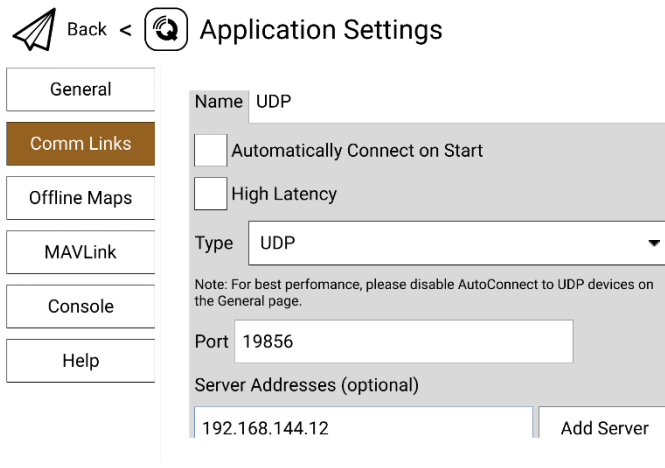 Back < Application Settings
General
Comm Links
Offline Maps
MAVLink
Console
Help
Name UDP
Automatically Connect on Start
High Latency
Type UDP
Note: For best perfomance, please disable AutoConnect to UDP devices on
the General page.
Port 19856
Server Addresses (optional)
192.168.144.12 Add Server